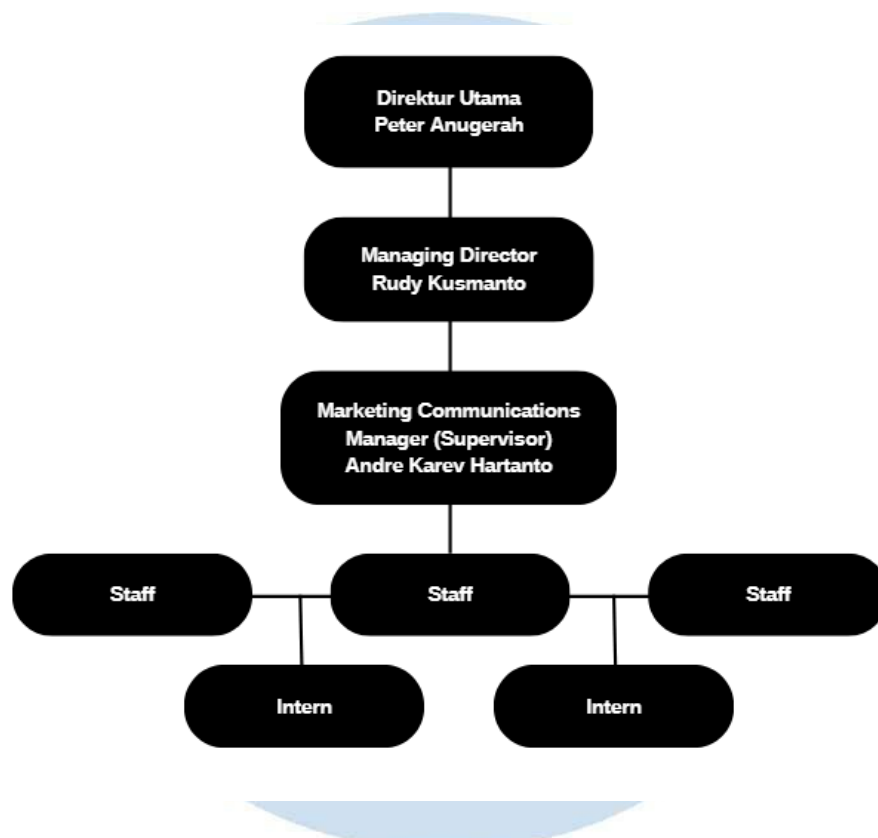 Direktur Utama
Peter Anugerah
Managing Director
Rudy Kusmanto
Marketing Communications
Manager (Supervisor)
Andre Karev Hartanto
Staff
Staff
Staff
Intern
Intern